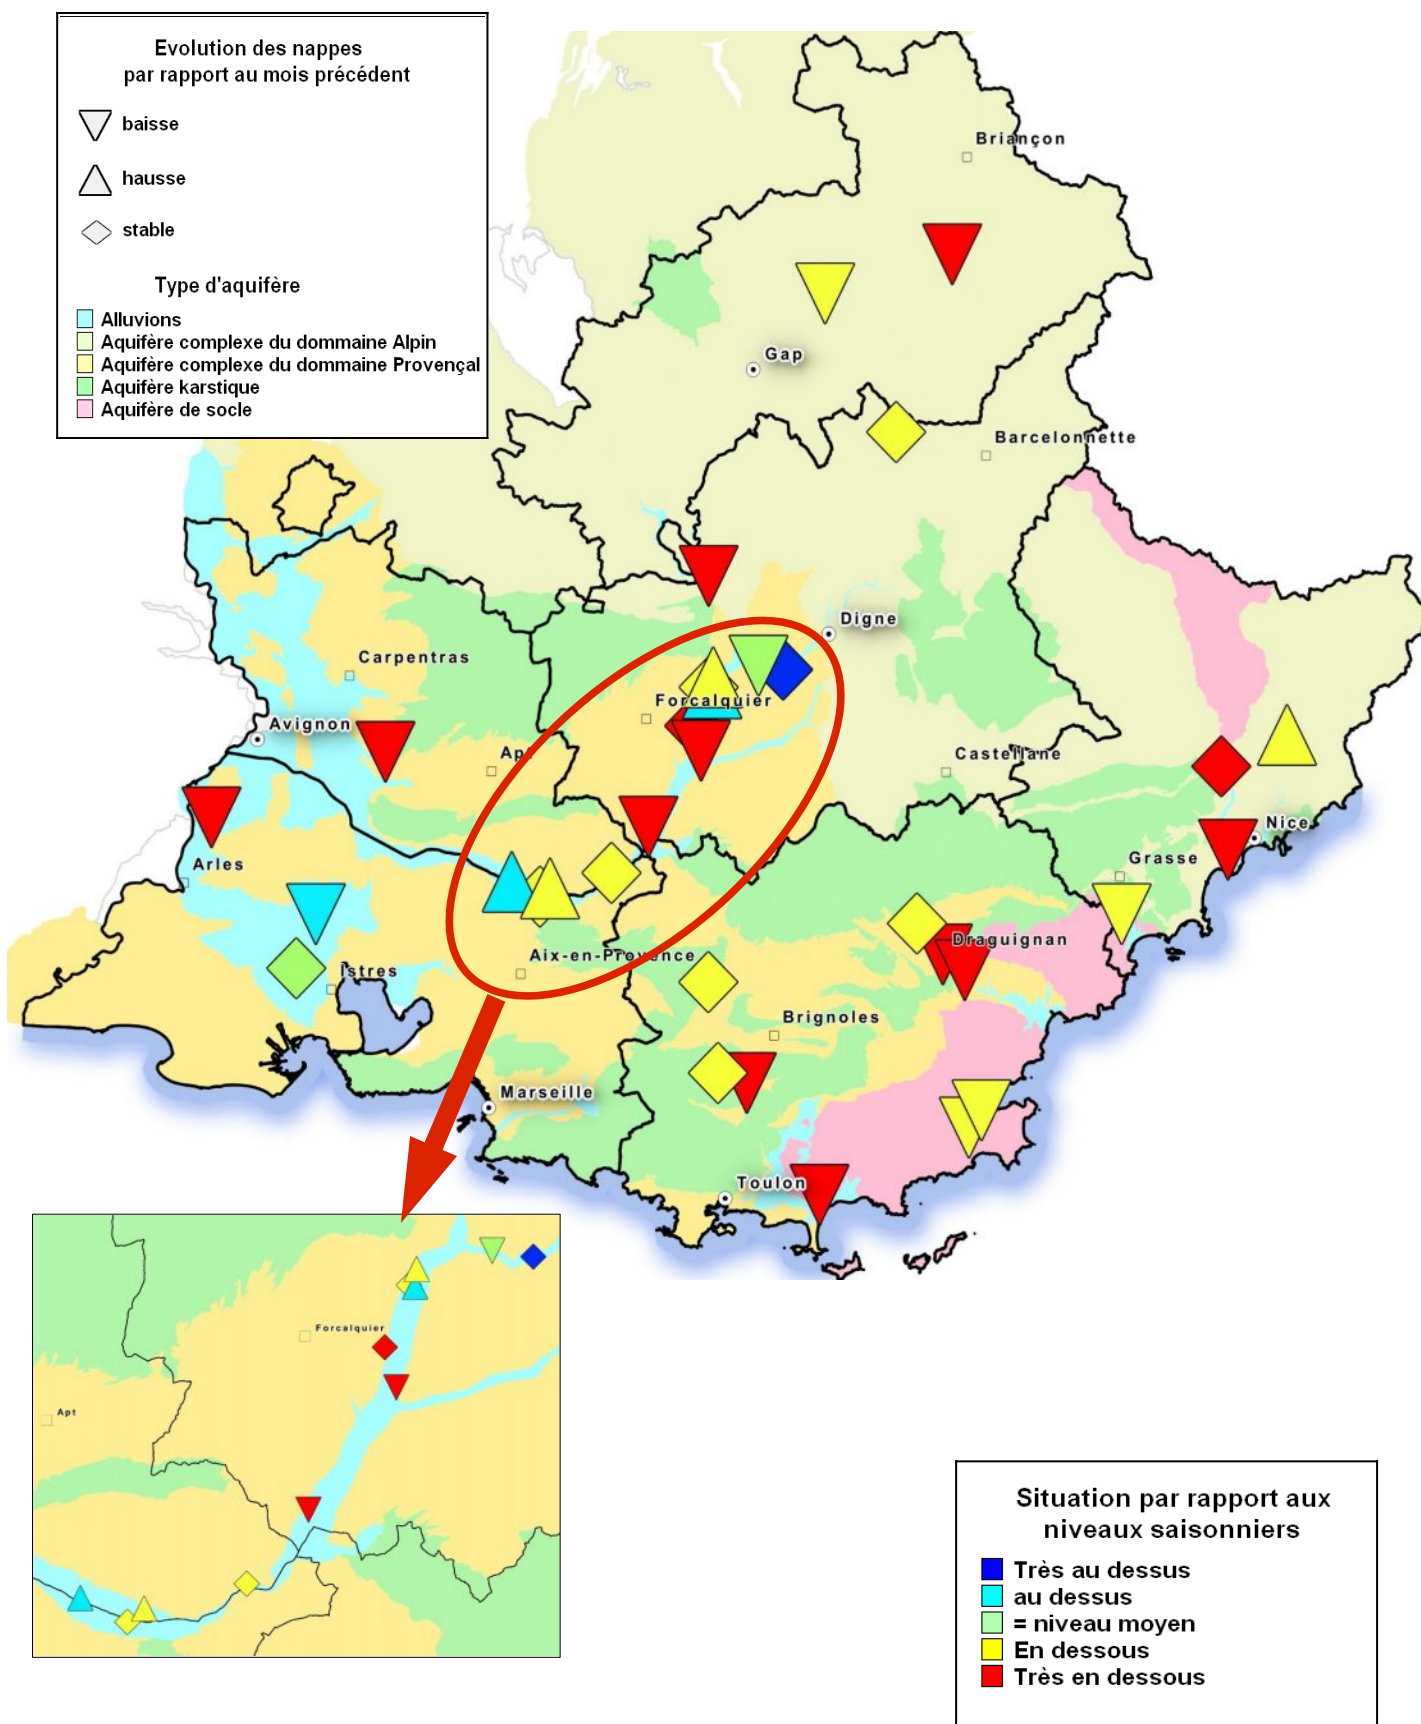 Evolution des nappes
par rapport au mois précédent
baisse
hausse
stable
Type d'aquifère
Alluvions
Aquifère complexe du dommaine Alpin
Aquifère complexe du dommaine Provençal
Aquifère karstique
Aquifère de socle
Briançon
Gap
Barcelonnette
Digne
Carpentras
Forcalquier
Avignon
Apt
Castellane
Nice
Grasse
Arles
Draguignan
Aix-en-Provence
Istres
Brignoles
Marseille
Toulon
Forcalquier
Apt
Situation par rapport aux
niveaux saisonniers
Très au dessus
au dessus
= niveau moyen
En dessous
Très en dessous